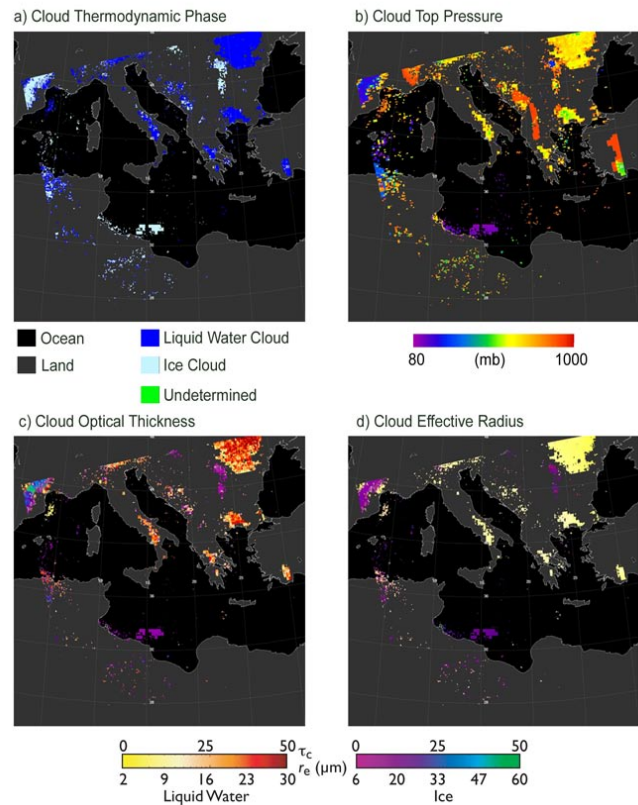 a) Cloud Thermodynamic Phase
b) Cloud Top Pressure
Ocean
Land
Liquid Water Cloud
Ice Cloud
Undetermined
80 (mb) 1000
c) Cloud Optical Thickness
d) Cloud Effective Radius
0 25 50 τc 0 25 50
2 9 16 23 30 re (μm) 6 20 33 47 60
Liquid Water Ice